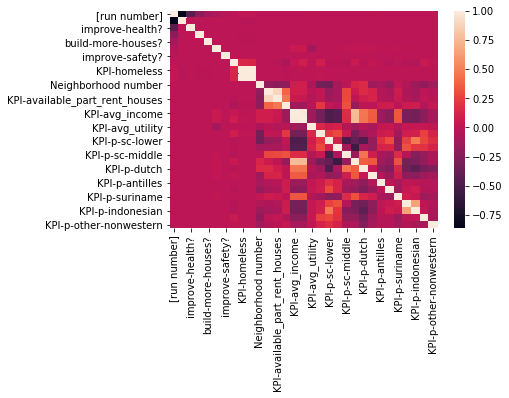 [run number]
improve-health?
build-more-houses?
improve-safety?
KPI-homeless
Neighborhood number
KPI-available_part_rent_houses
KPI-avg_income
KPI-avg_utility
KPI-p-sc-lower
KPI-p-sc-middle
KPI-p-dutch
KPI-p-antilles
KPI-p-suriname
KPI-p-indonesian
KPI-p-other-nonwestern
1.00
0.75
0.50
0.25
0.00
−0.25
−0.50
−0.75
[run number]
improve-health?
build-more-houses?
improve-safety?
KPI-homeless
Neighborhood number
KPI-available_part_rent_houses
KPI-avg_income
KPI-avg_utility
KPI-p-sc-lower
KPI-p-sc-middle
KPI-p-dutch
KPI-p-antilles
KPI-p-suriname
KPI-p-indonesian
KPI-p-other-nonwestern